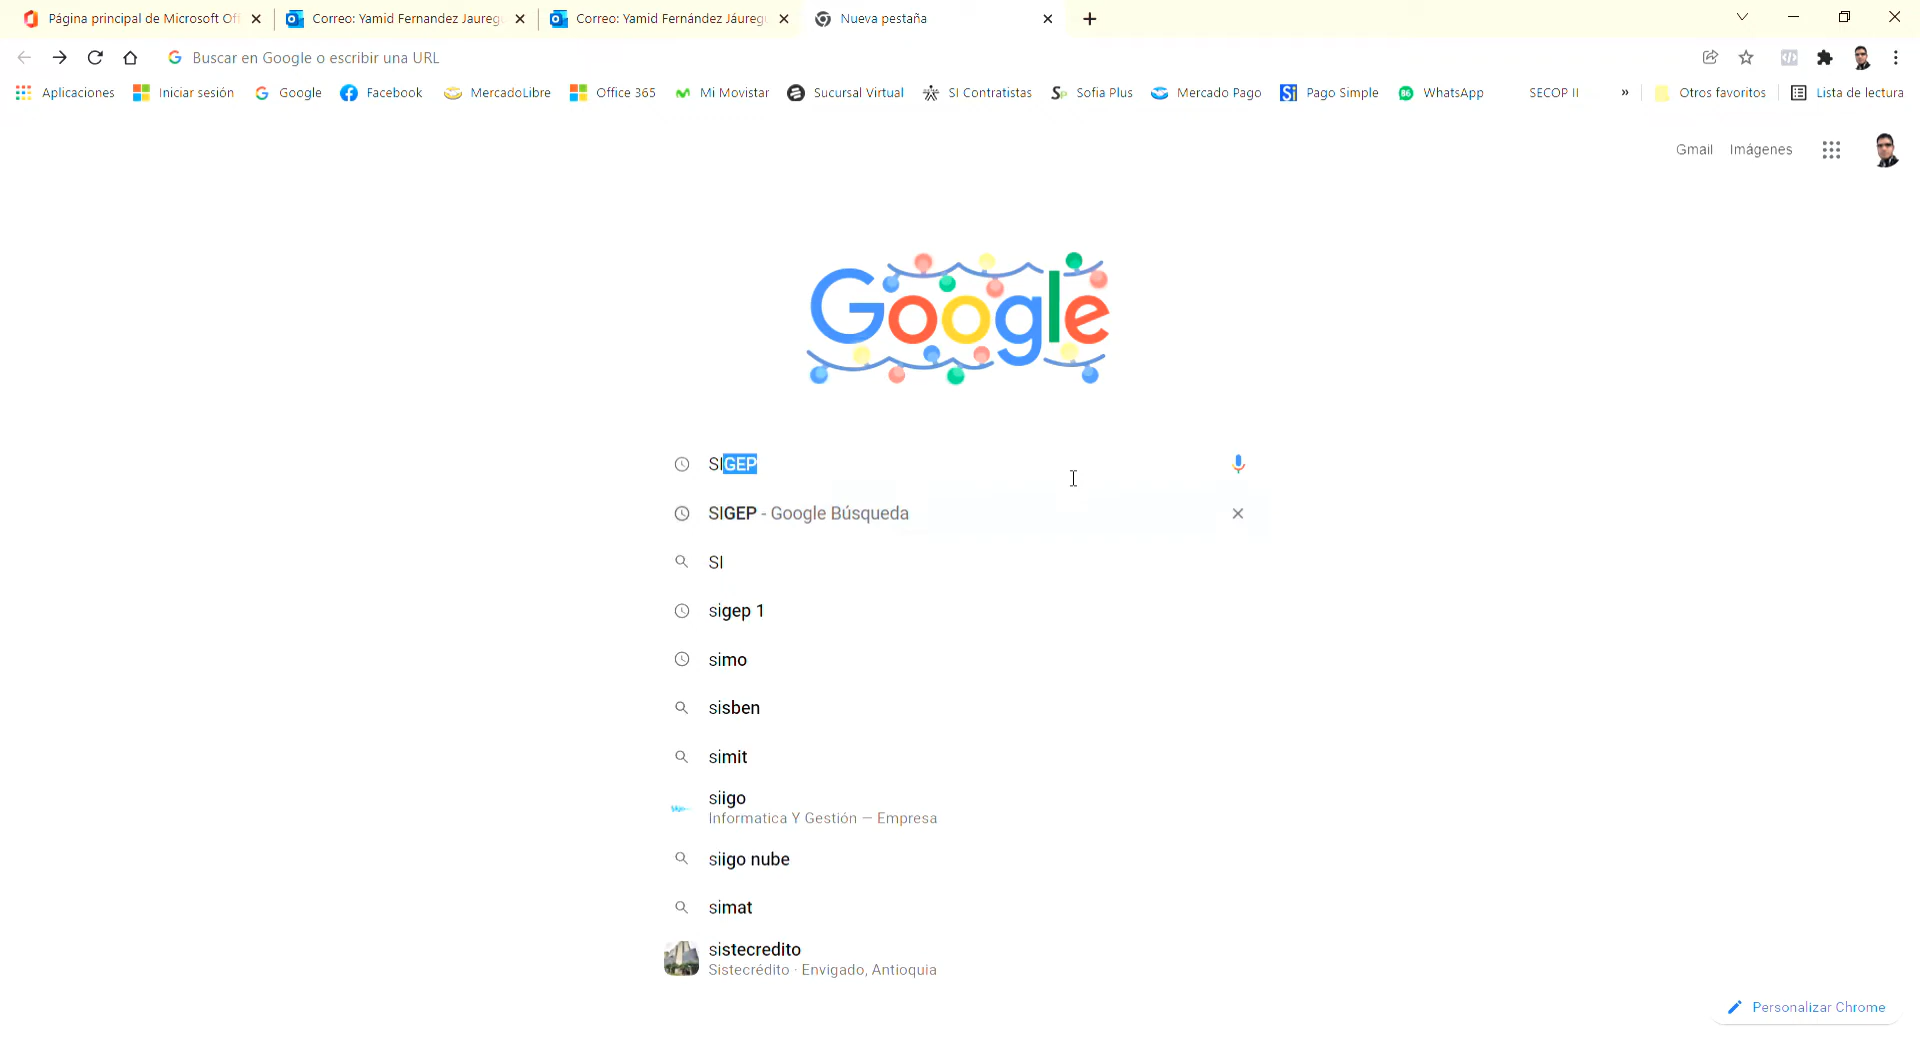 Página principal de Microsoft Of
Correo: Yamid Fernandez Jaureg
Correo: Yamid Fernández Jáureg
Nueva pestaña
Buscar en Google o escribir una URL
Aplicaciones
Iniciar sesión
Google
Facebook
MercadoLibre
Office 365
Mi Movistar
Sucursal Virtual
SI Contratistas
Sofia Plus
Mercado Pago
Pago Simple
WhatsApp
SECOP II
»
Otros favoritos
Lista de lectura
Gmail
Imágenes
Google
SIGEP
SIGEP - Google Búsqueda
SI
sigep 1
simo
sisben
simit
siigo
Informatica Y Gestión — Empresa
siigo nube
simat
sistecredito
Sistecrédito · Envigado, Antioquia
Personalizar Chrome